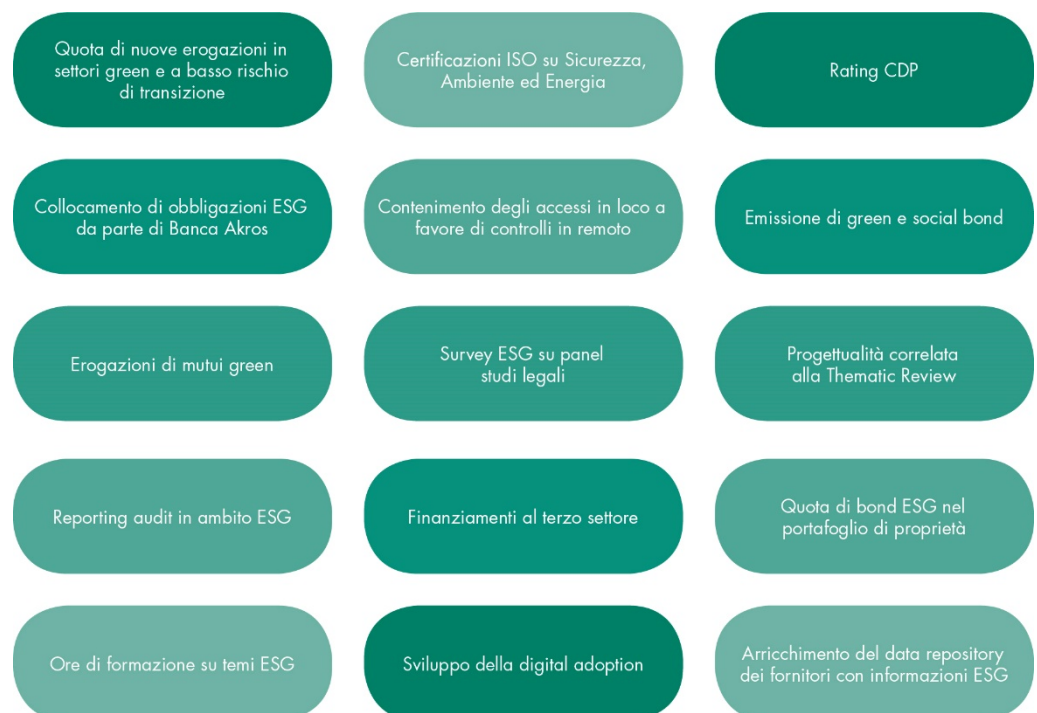 Quota di nuove erogazioni in
settori green e a basso rischio
di transizione
Certificazioni ISO su Sicurezza,
Ambiente ed Energia
Rating CDP
Collocamento di obbligazioni ESG
da parte di Banca Akros
Contenimento degli accessi in loco a
favore di controlli in remoto
Emissione di green e social bond
Erogazioni di mutui green
Survey ESG su panel
studi legali
Progettualità correlata
alla Thematic Review
Reporting audit in ambito ESG
Finanziamenti al terzo settore
Quota di bond ESG nel
portafoglio di proprietà
Ore di formazione su temi ESG
Sviluppo della digital adoption
Arricchimento del data repository
dei fornitori con informazioni ESG